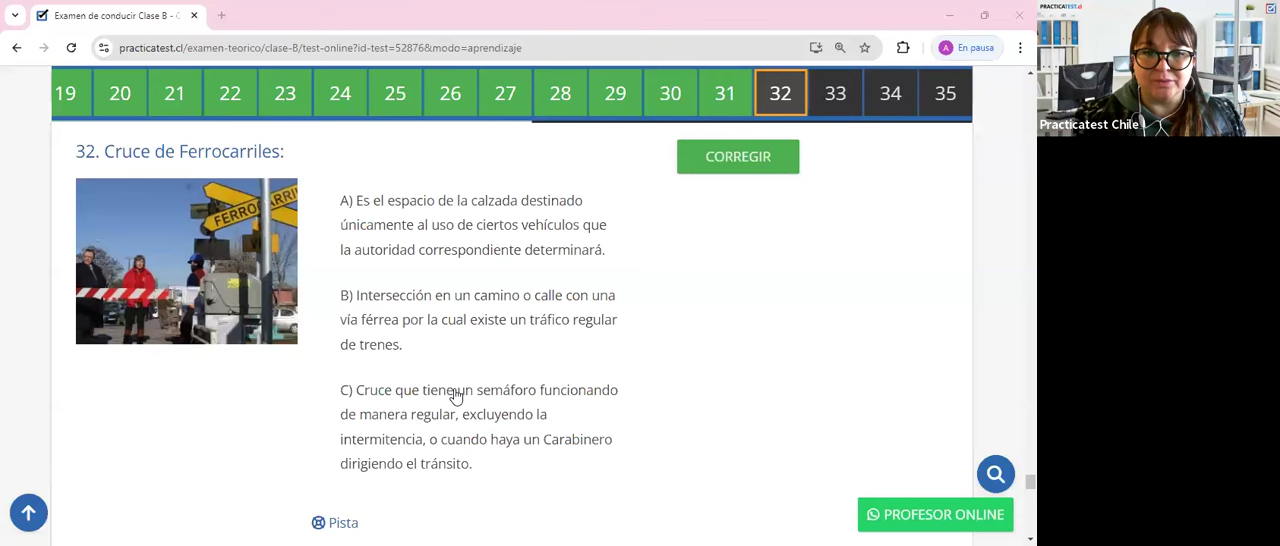 Examen de conducir Clase B - C
practicatest.cl/examen-teorico/clase-B/test-online?id-test=52876&modo=aprendizaje
A
En pausa
19 20 21 22 23 24 25 26 27 28 29 30 31 32 33 34 35
32. Cruce de Ferrocarriles:
CORREGIR
FERROCARRI
A) Es el espacio de la calzada destinado
únicamente al uso de ciertos vehículos que
la autoridad correspondiente determinará.
B) Intersección en un camino o calle con una
vía férrea por la cual existe un tráfico regular
de trenes.
C) Cruce que tiene un semáforo funcionando
de manera regular, excluyendo la
intermitencia, o cuando haya un Carabinero
dirigiendo el tránsito.
Pista
PROFESOR ONLINE
PRACTICATEST.cl
Practicatest Chile